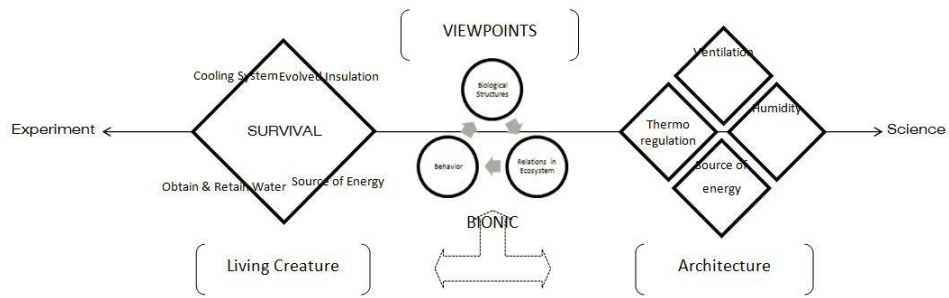 VIEWPOINTS
Cooling System
Evolved Insulation
Experiment
SURVIVAL
Obtain & Retain Water
Source of Energy
Biological
Structures
Behavior
Relations in
Ecosystem
BIONIC
Ventilation
Humidity
Thermo
regulation
Source of
energy
Science
Living Creature
Architecture